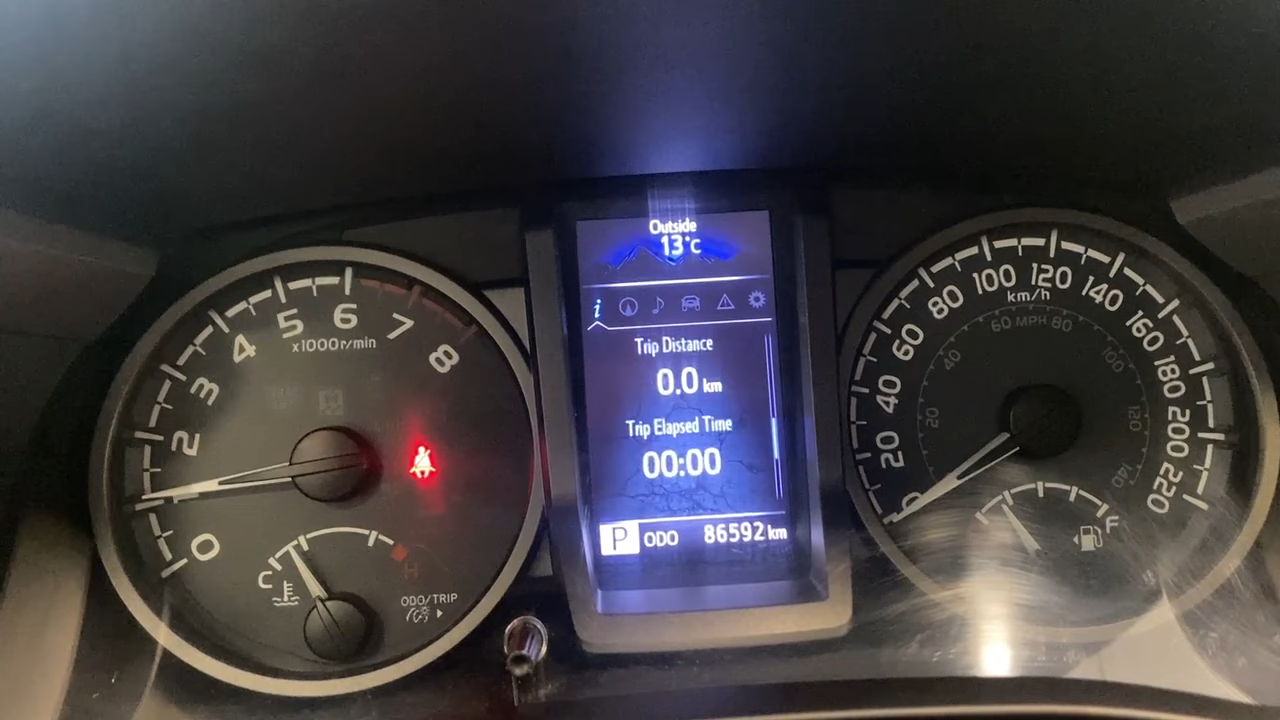 Outside
13°c
i
Trip Distance
0.0 km
Trip Elapsed Time
00:00
P ODO 86592 km
0
2
3
4
5
6
7
8
x1000r/min
C
H
ODO/TRIP
0
20
40
60
80
100
120
140
160
180
200
220
km/h
20
40
60 MPH 80
100
120
140
F